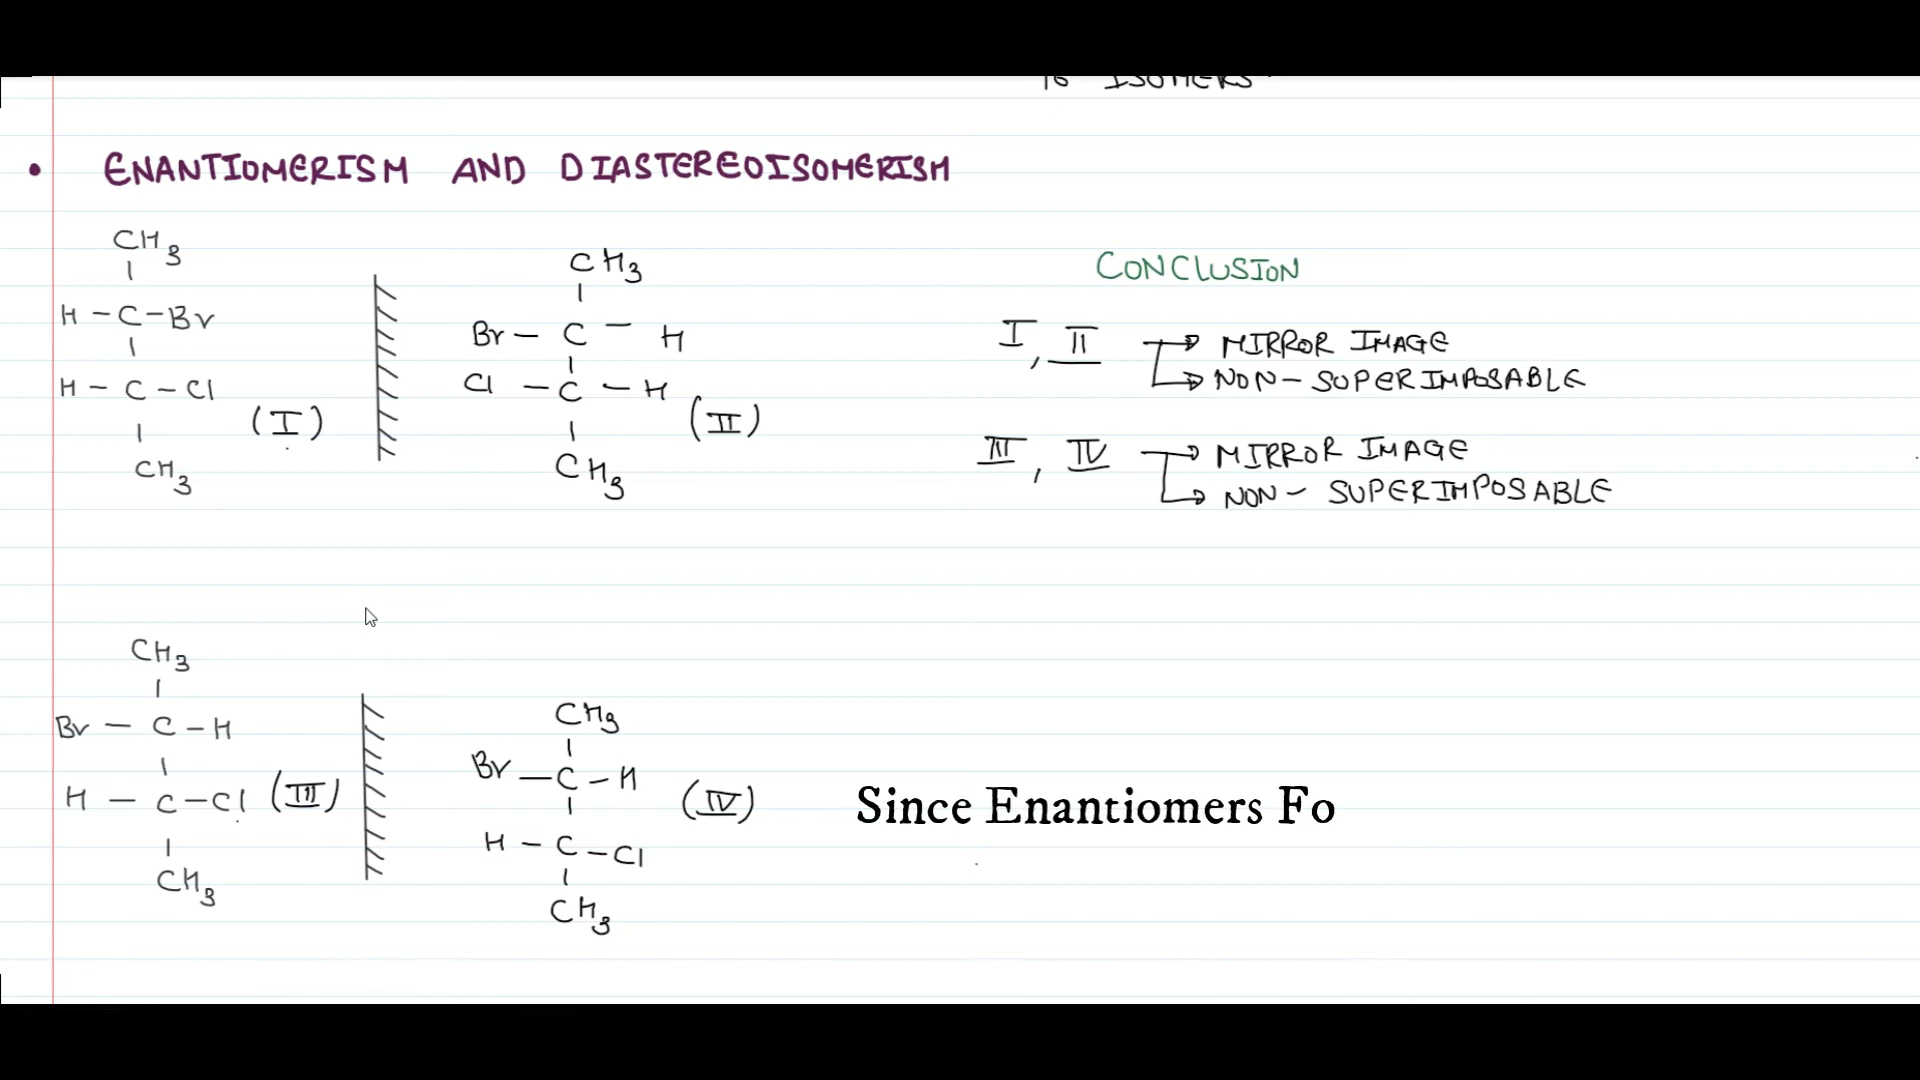 ISOMERS
• ENANTIOMERISM AND DIASTEREOISOMERISM
CH3
H - C - Br
H - C - Cl
(I)
CH3
CH3
Br - C - H
Cl - C - H
(II)
CH3
CONCLUSION
I, II → MIRROR IMAGE
→ NON-SUPERIMPOSABLE
III, IV → MIRROR IMAGE
→ NON-SUPERIMPOSABLE
CH3
Br - C - H
H - C - Cl (III)
CH3
CH3
Br - C - H
(IV)
H - C - Cl
CH3
Since Enantiomers Fo